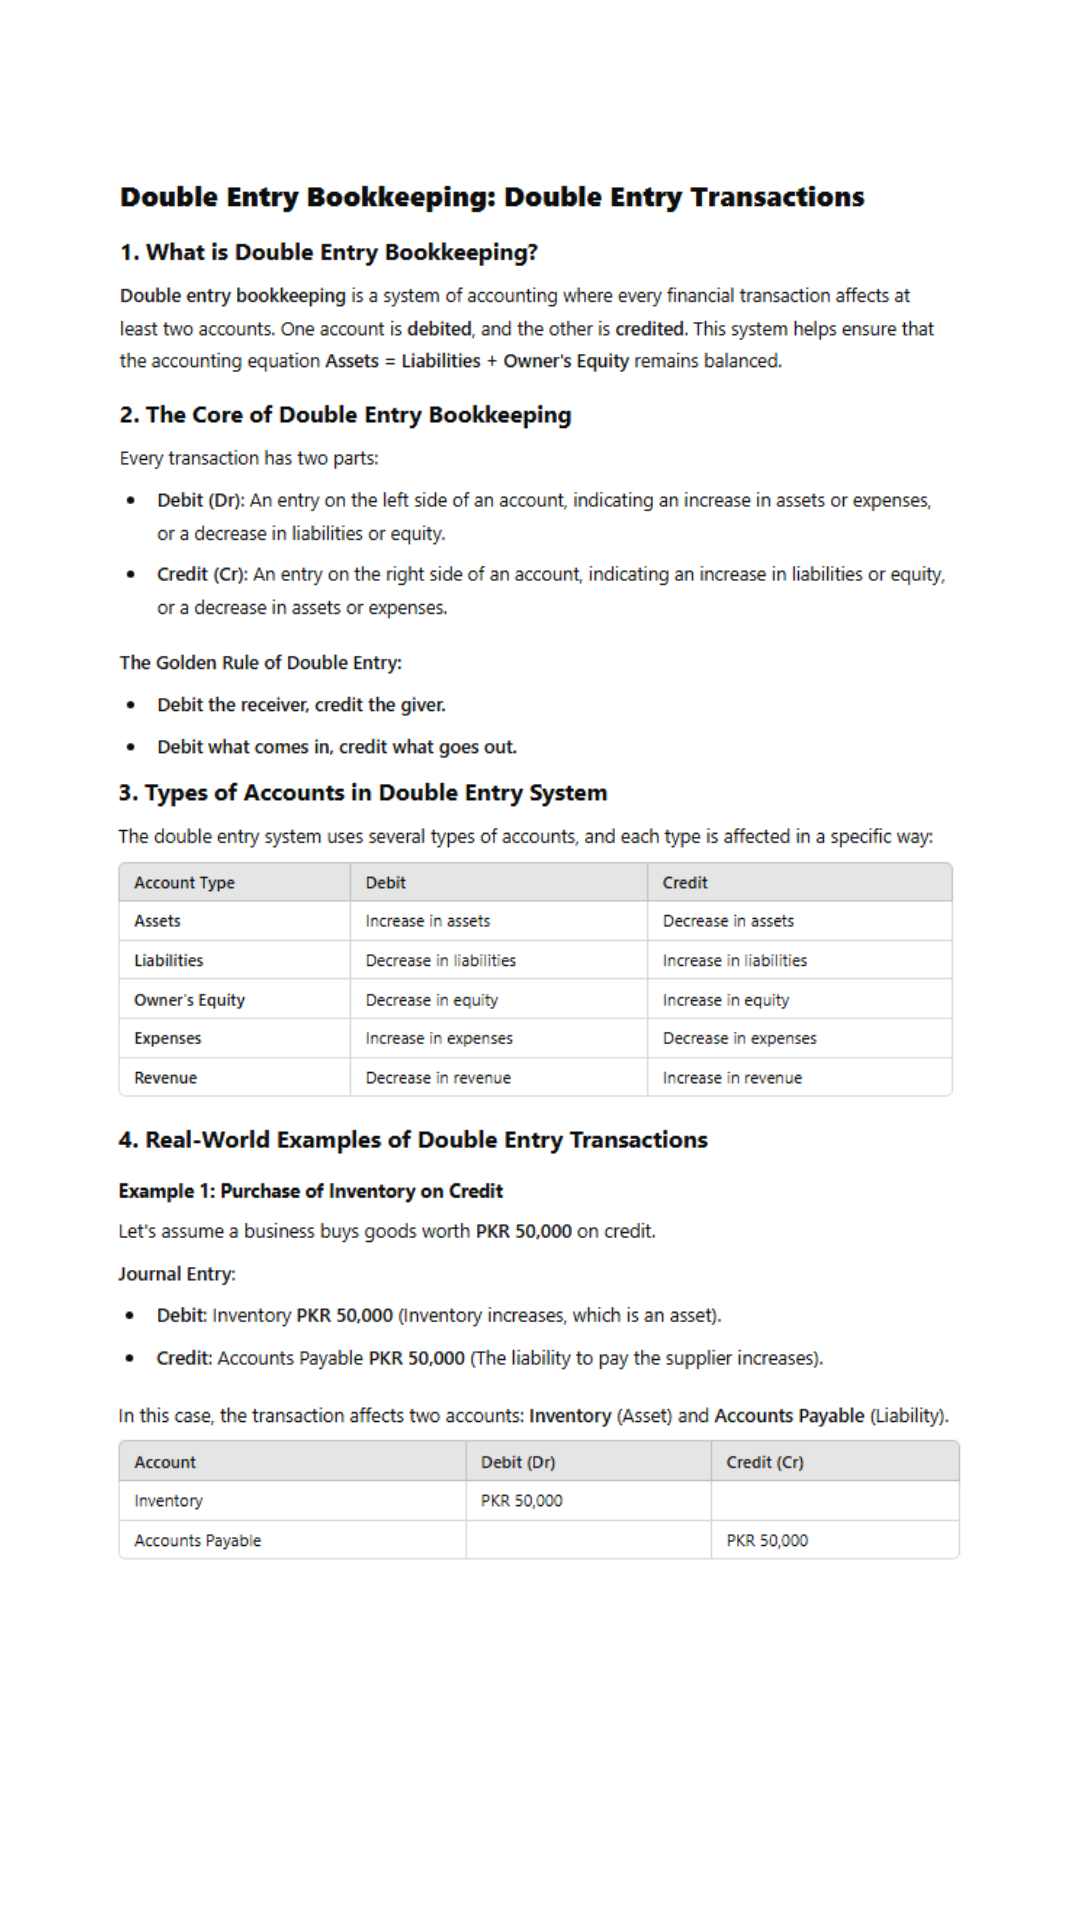 Double Entry Bookkeeping: Double Entry Transactions
1. What is Double Entry Bookkeeping?
Double entry bookkeeping is a system of accounting where every financial transaction affects at
least two accounts. One account is debited, and the other is credited. This system helps ensure that
the accounting equation Assets = Liabilities + Owner's Equity remains balanced.
2. The Core of Double Entry Bookkeeping
Every transaction has two parts:
• Debit (Dr): An entry on the left side of an account, indicating an increase in assets or expenses,
or a decrease in liabilities or equity.
• Credit (Cr): An entry on the right side of an account, indicating an increase in liabilities or equity,
or a decrease in assets or expenses.
The Golden Rule of Double Entry:
• Debit the receiver, credit the giver.
• Debit what comes in, credit what goes out.
3. Types of Accounts in Double Entry System
The double entry system uses several types of accounts, and each type is affected in a specific way:
Account Type Debit Credit
Assets Increase in assets Decrease in assets
Liabilities Decrease in liabilities Increase in liabilities
Owner's Equity Decrease in equity Increase in equity
Expenses Increase in expenses Decrease in expenses
Revenue Decrease in revenue Increase in revenue
4. Real-World Examples of Double Entry Transactions
Example 1: Purchase of Inventory on Credit
Let's assume a business buys goods worth PKR 50,000 on credit.
Journal Entry:
• Debit: Inventory PKR 50,000 (Inventory increases, which is an asset).
• Credit: Accounts Payable PKR 50,000 (The liability to pay the supplier increases).
In this case, the transaction affects two accounts: Inventory (Asset) and Accounts Payable (Liability).
Account Debit (Dr) Credit (Cr)
Inventory PKR 50,000
Accounts Payable PKR 50,000